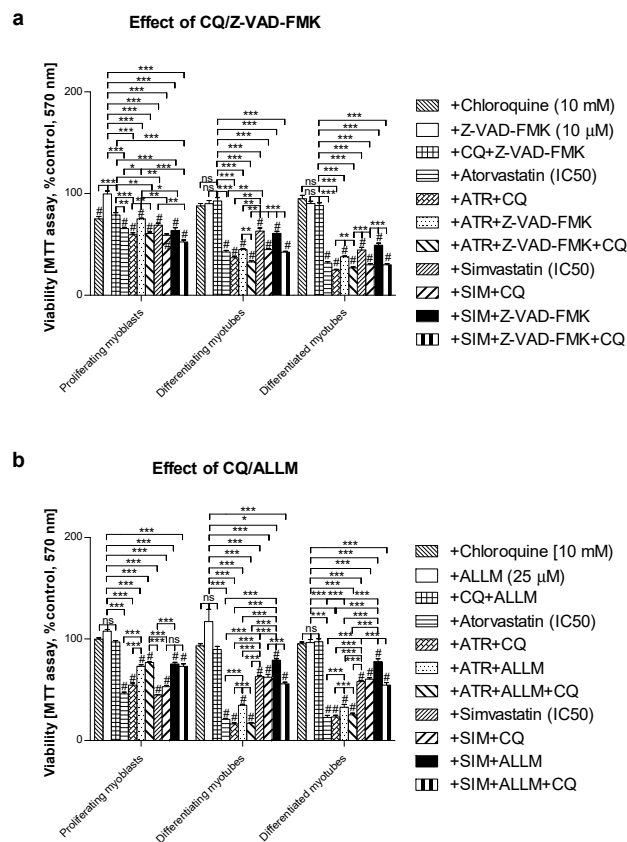 a
Effect of CQ/Z-VAD-FMK
Viability [MTT assay, %control, 570 nm]
200
100
0
Proliferating myoblasts
Differentiating myotubes
Differentiated myotubes
+Chloroquine (10 mM)
+Z-VAD-FMK (10 μM)
+CQ+Z-VAD-FMK
+Atorvastatin (IC50)
+ATR+CQ
+ATR+Z-VAD-FMK
+ATR+Z-VAD-FMK+CQ
+Simvastatin (IC50)
+SIM+CQ
+SIM+Z-VAD-FMK
+SIM+Z-VAD-FMK+CQ
b
Effect of CQ/ALLM
Viability [MTT assay, %control, 570 nm]
200
100
0
Proliferating myoblasts
Differentiating myotubes
Differentiated myotubes
+Chloroquine [10 mM)
+ALLM (25 μM)
+CQ+ALLM
+Atorvastatin (IC50)
+ATR+CQ
+ATR+ALLM
+ATR+ALLM+CQ
+Simvastatin (IC50)
+SIM+CQ
+SIM+ALLM
+SIM+ALLM+CQ